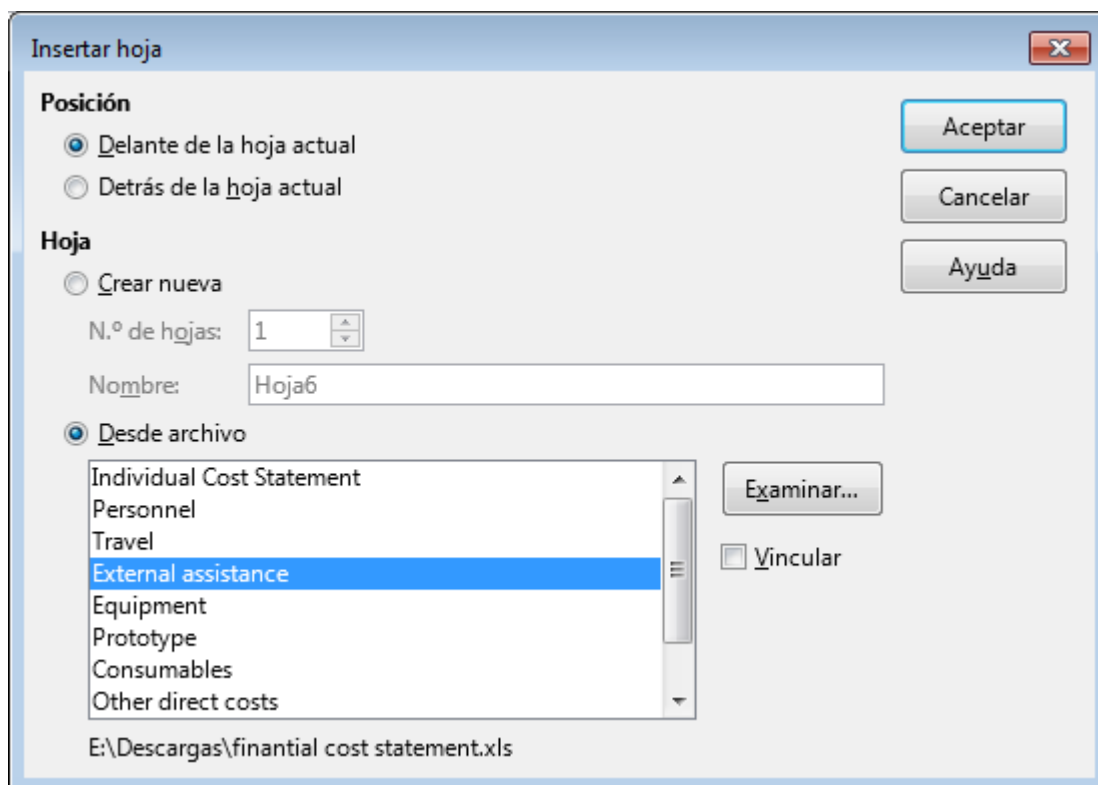 Insertar hoja
Posición
Delante de la hoja actual
Detrás de la hoja actual
Aceptar
Cancelar
Ayuda
Hoja
Crear nueva
N.º de hojas: 1
Nombre: Hoja6
Desde archivo
Individual Cost Statement
Personnel
Travel
External assistance
Equipment
Prototype
Consumables
Other direct costs
Examinar...
Vincular
E:\Descargas\finantial cost statement.xls